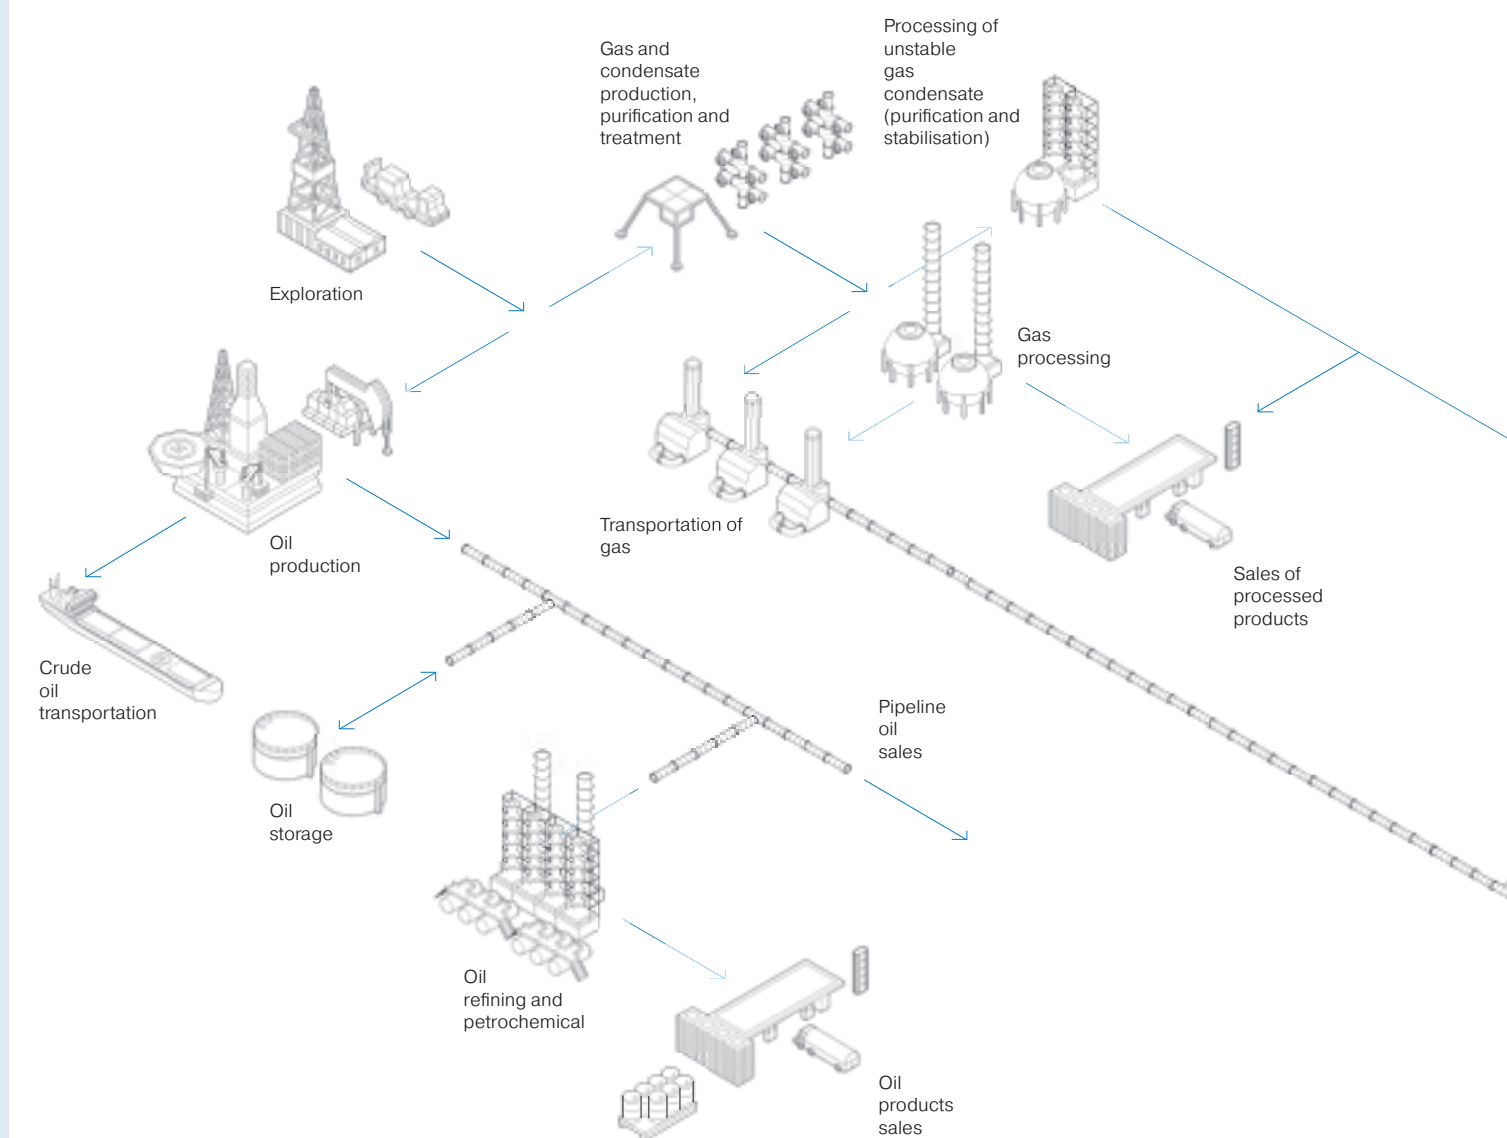 Processing of
unstable
gas
condensate
(purification and
stabilisation)
Gas and
condensate
production,
purification and
treatment
Exploration
Gas
processing
Transportation of
gas
Oil
production
Sales of
processed
products
Crude
oil
transportation
Pipeline
oil
sales
Oil
storage
Oil
refining and
petrochemical
Oil
products
sales